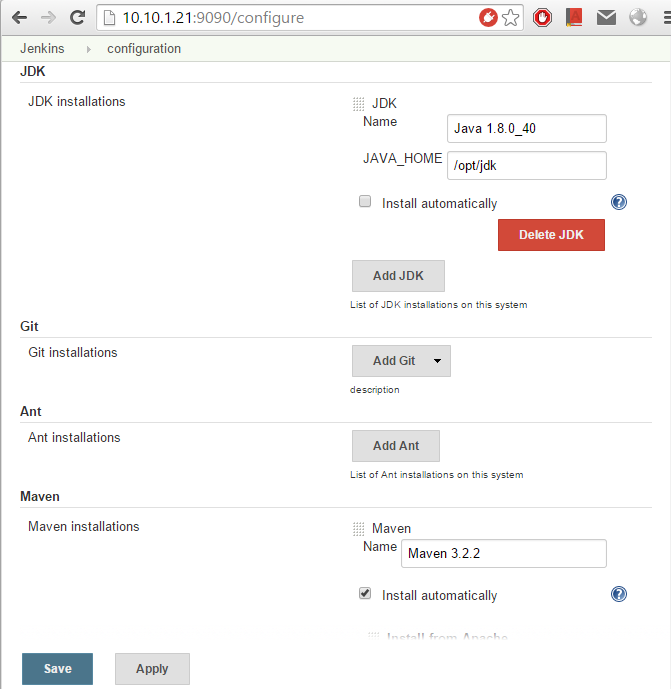 10.10.1.21:9090/configure
Jenkins configuration
JDK
JDK installations
JDK
Name
Java 1.8.0_40
JAVA_HOME
/opt/jdk
Install automatically
?
Delete JDK
Add JDK
List of JDK installations on this system
Git
Git installations
Add Git
description
Ant
Ant installations
Add Ant
List of Ant installations on this system
Maven
Maven installations
Maven
Name
Maven 3.2.2
Install automatically
?
Install from Apache
Save
Apply